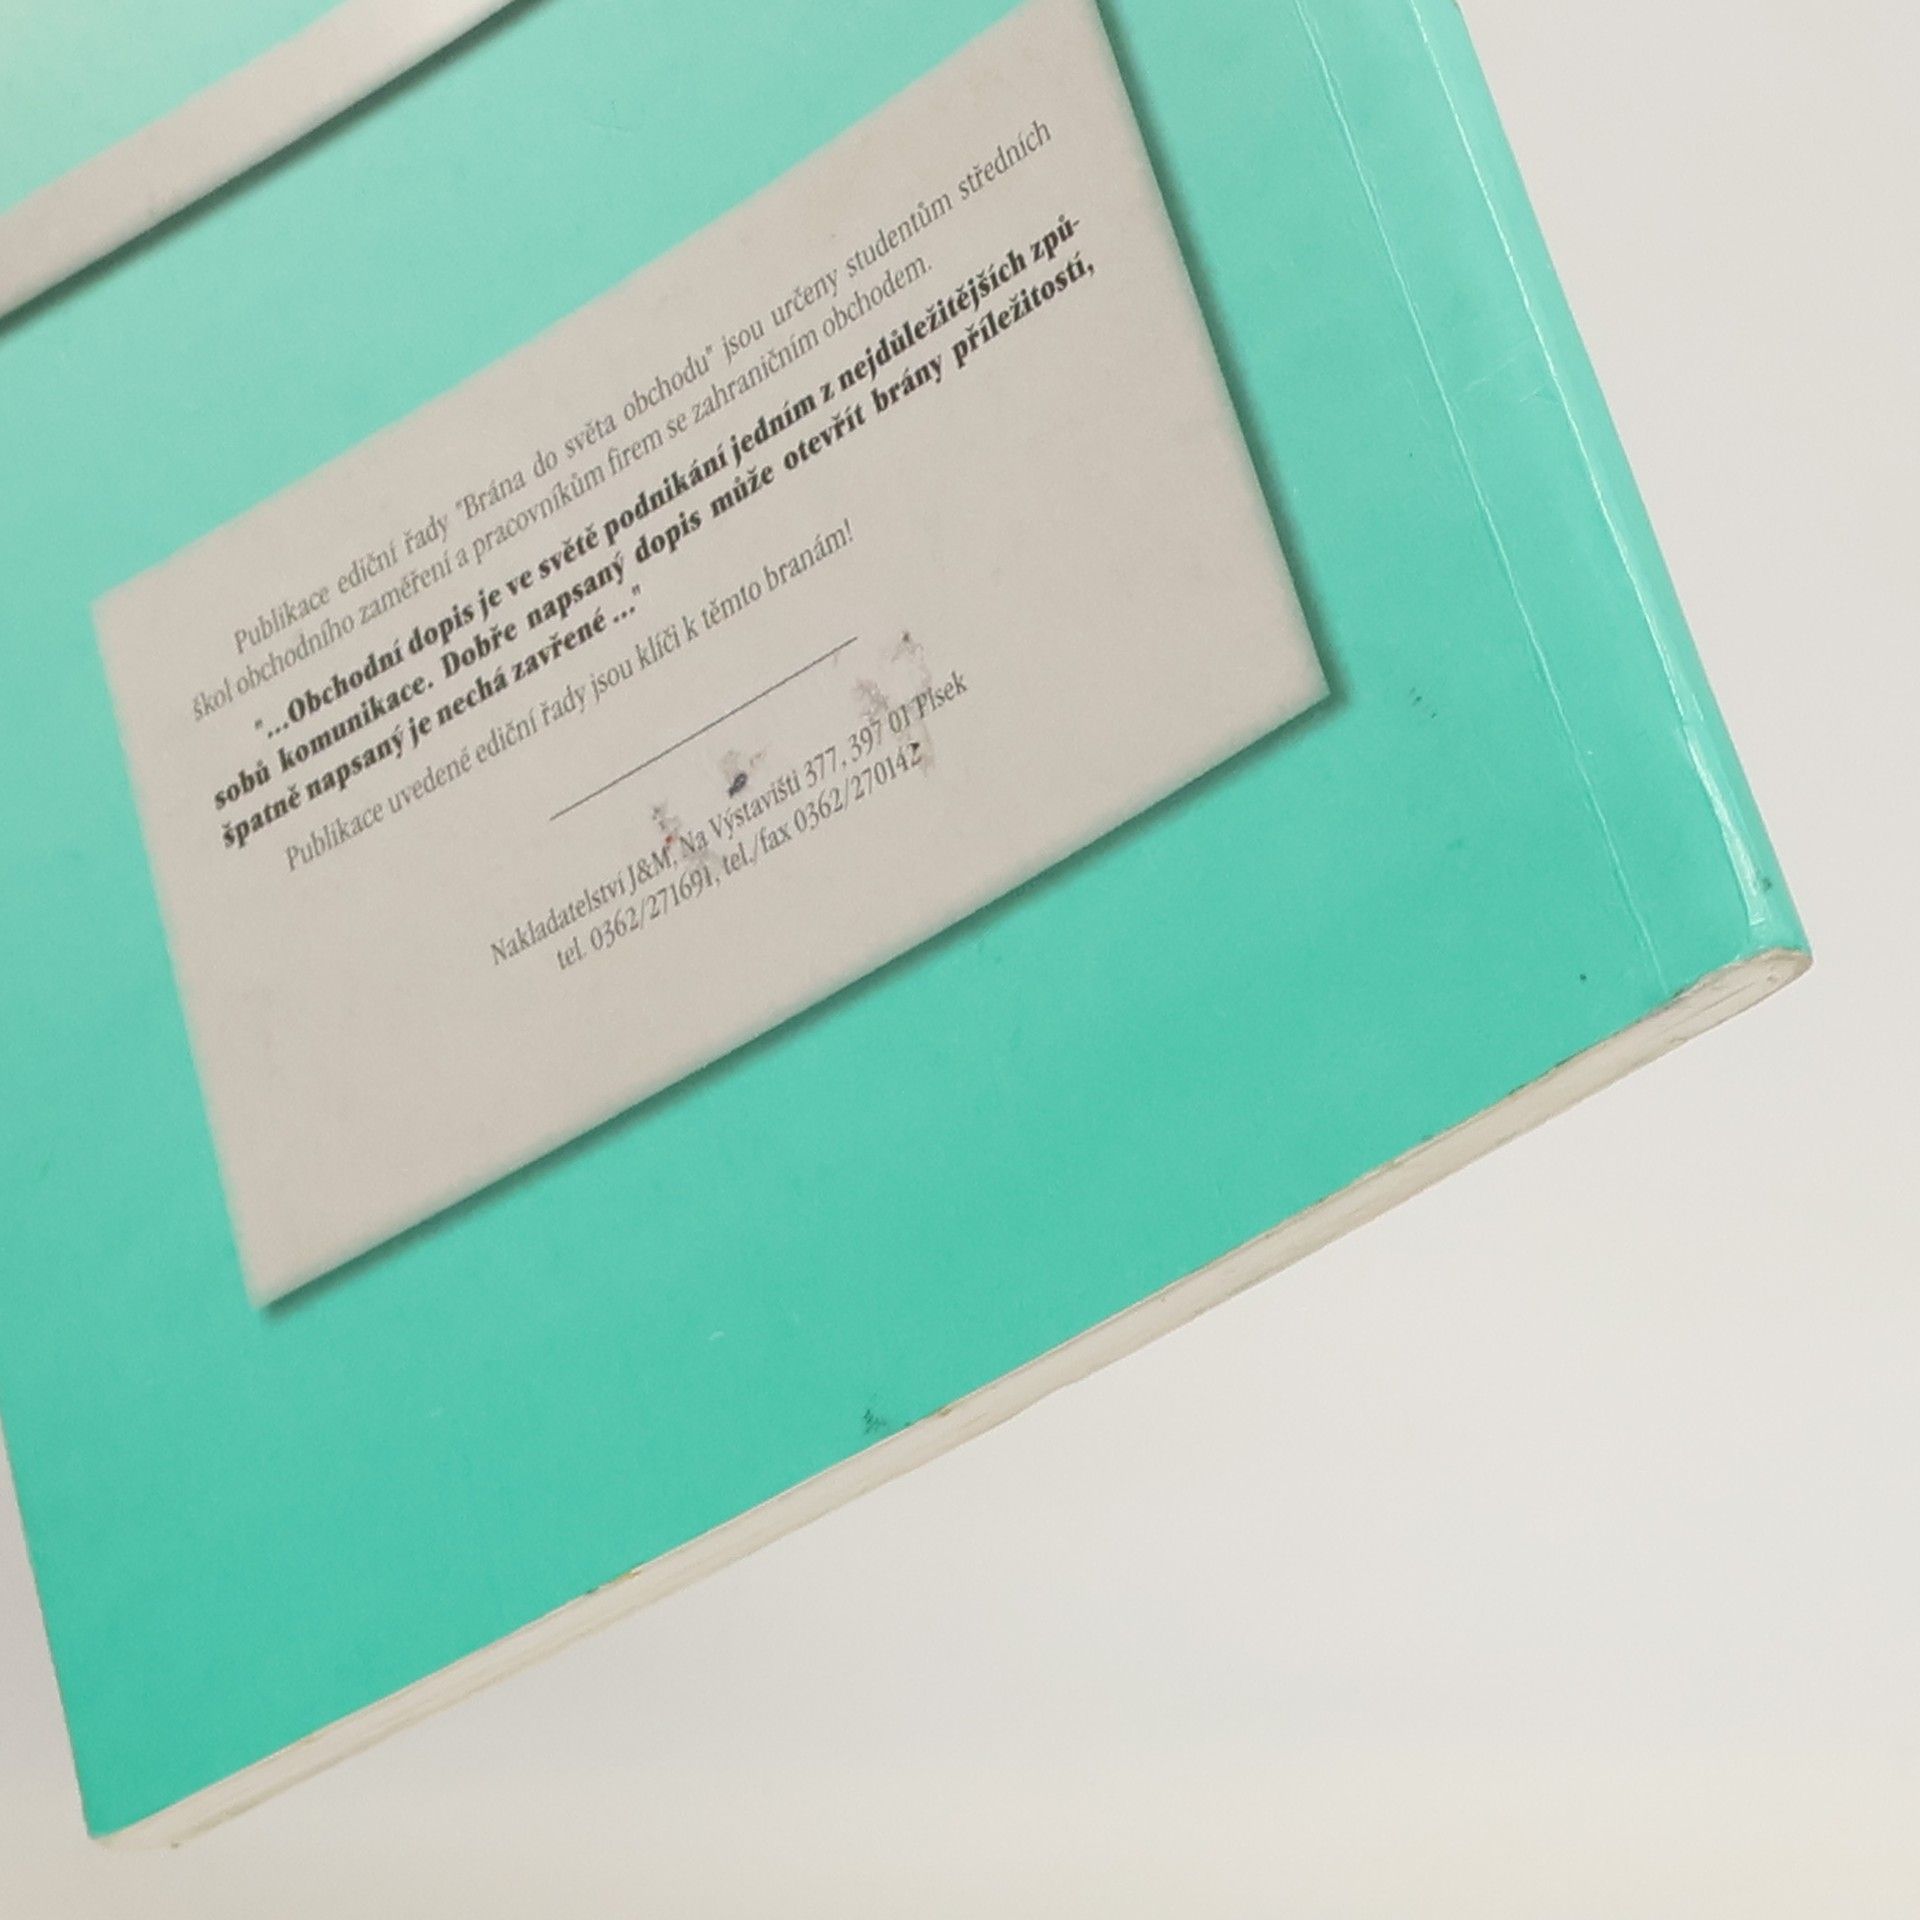 Publikace ediční řady "Brána do světa obchodu" jsou určeny studentům středních
škol obchodního zaměření a pracovníkům firem se zahraničním obchodem.
"...Obchodní dopis je ve světě podnikání jedním z nejdůležitějších způ-
sobů komunikace. Dobře napsaný dopis může otevřít brány příležitostí,
špatně napsaný je nechá zavřené ..."
Publikace uvedené ediční řady jsou klíči k těmto branám!
Nakladatelství J&M, Na Výstavišti 377, 397 01 Písek
tel. 0362/271691, tel./fax 0362/270142